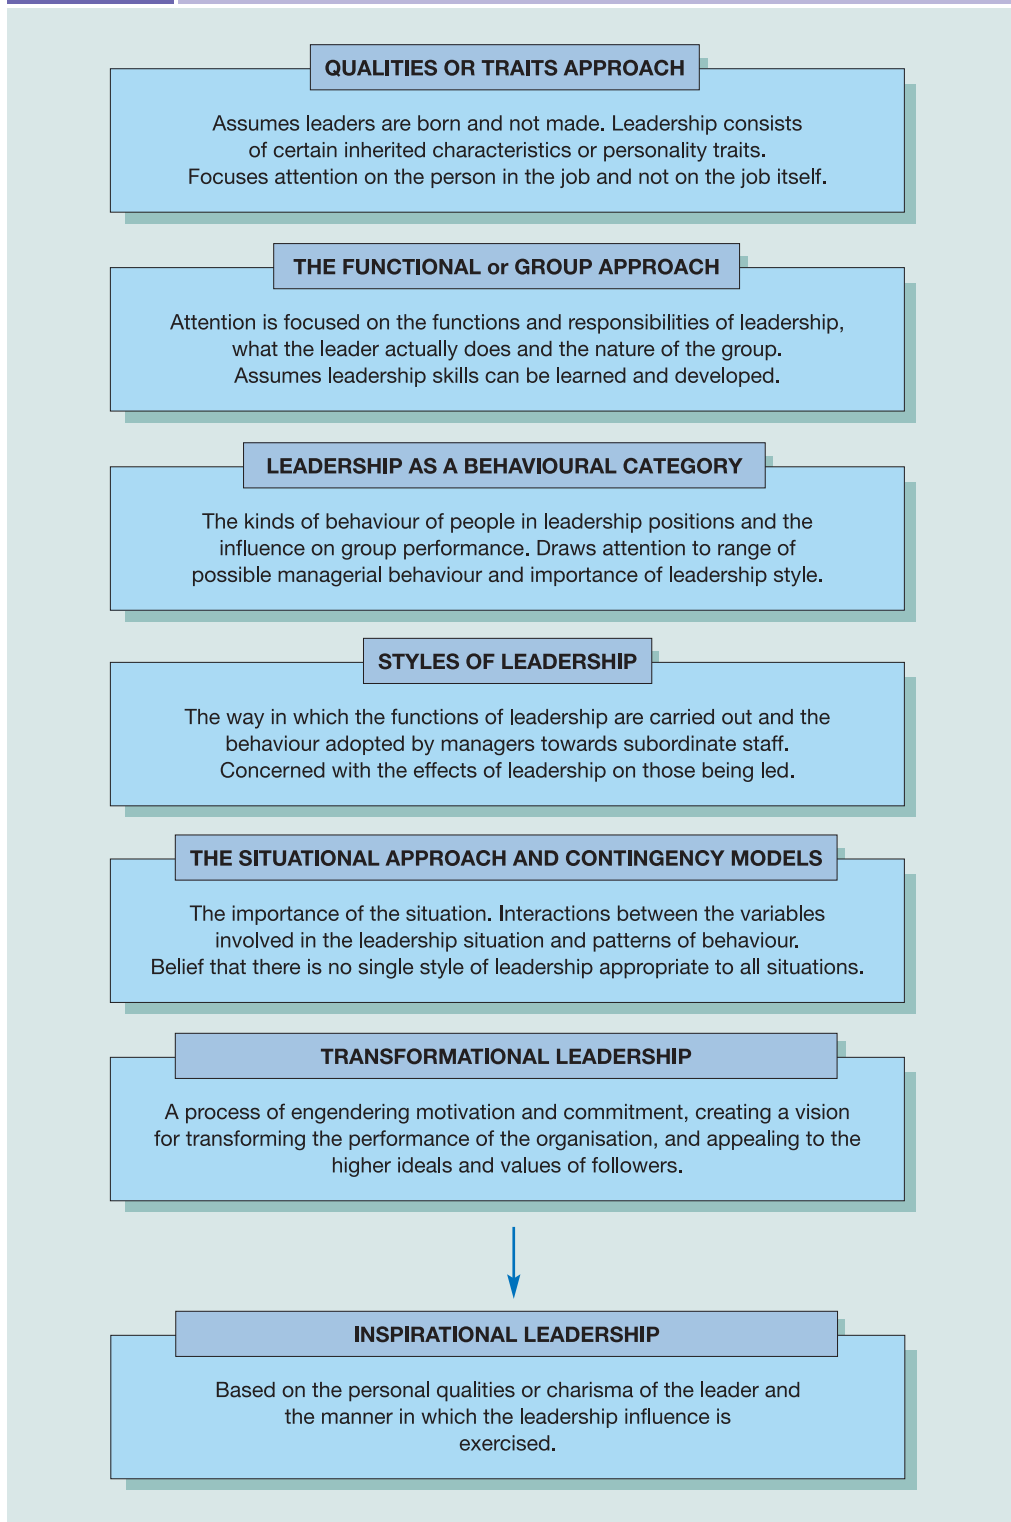 QUALITIES OR TRAITS APPROACH
Assumes leaders are born and not made. Leadership consists
of certain inherited characteristics or personality traits.
Focuses attention on the person in the job and not on the job itself.
THE FUNCTIONAL or GROUP APPROACH
Attention is focused on the functions and responsibilities of leadership,
what the leader actually does and the nature of the group.
Assumes leadership skills can be learned and developed.
LEADERSHIP AS A BEHAVIOURAL CATEGORY
The kinds of behaviour of people in leadership positions and the
influence on group performance. Draws attention to range of
possible managerial behaviour and importance of leadership style.
STYLES OF LEADERSHIP
The way in which the functions of leadership are carried out and the
behaviour adopted by managers towards subordinate staff.
Concerned with the effects of leadership on those being led.
THE SITUATIONAL APPROACH AND CONTINGENCY MODELS
The importance of the situation. Interactions between the variables
involved in the leadership situation and patterns of behaviour.
Belief that there is no single style of leadership appropriate to all situations.
TRANSFORMATIONAL LEADERSHIP
A process of engendering motivation and commitment, creating a vision
for transforming the performance of the organisation, and appealing to the
higher ideals and values of followers.
INSPIRATIONAL LEADERSHIP
Based on the personal qualities or charisma of the leader and
the manner in which the leadership influence is
exercised.